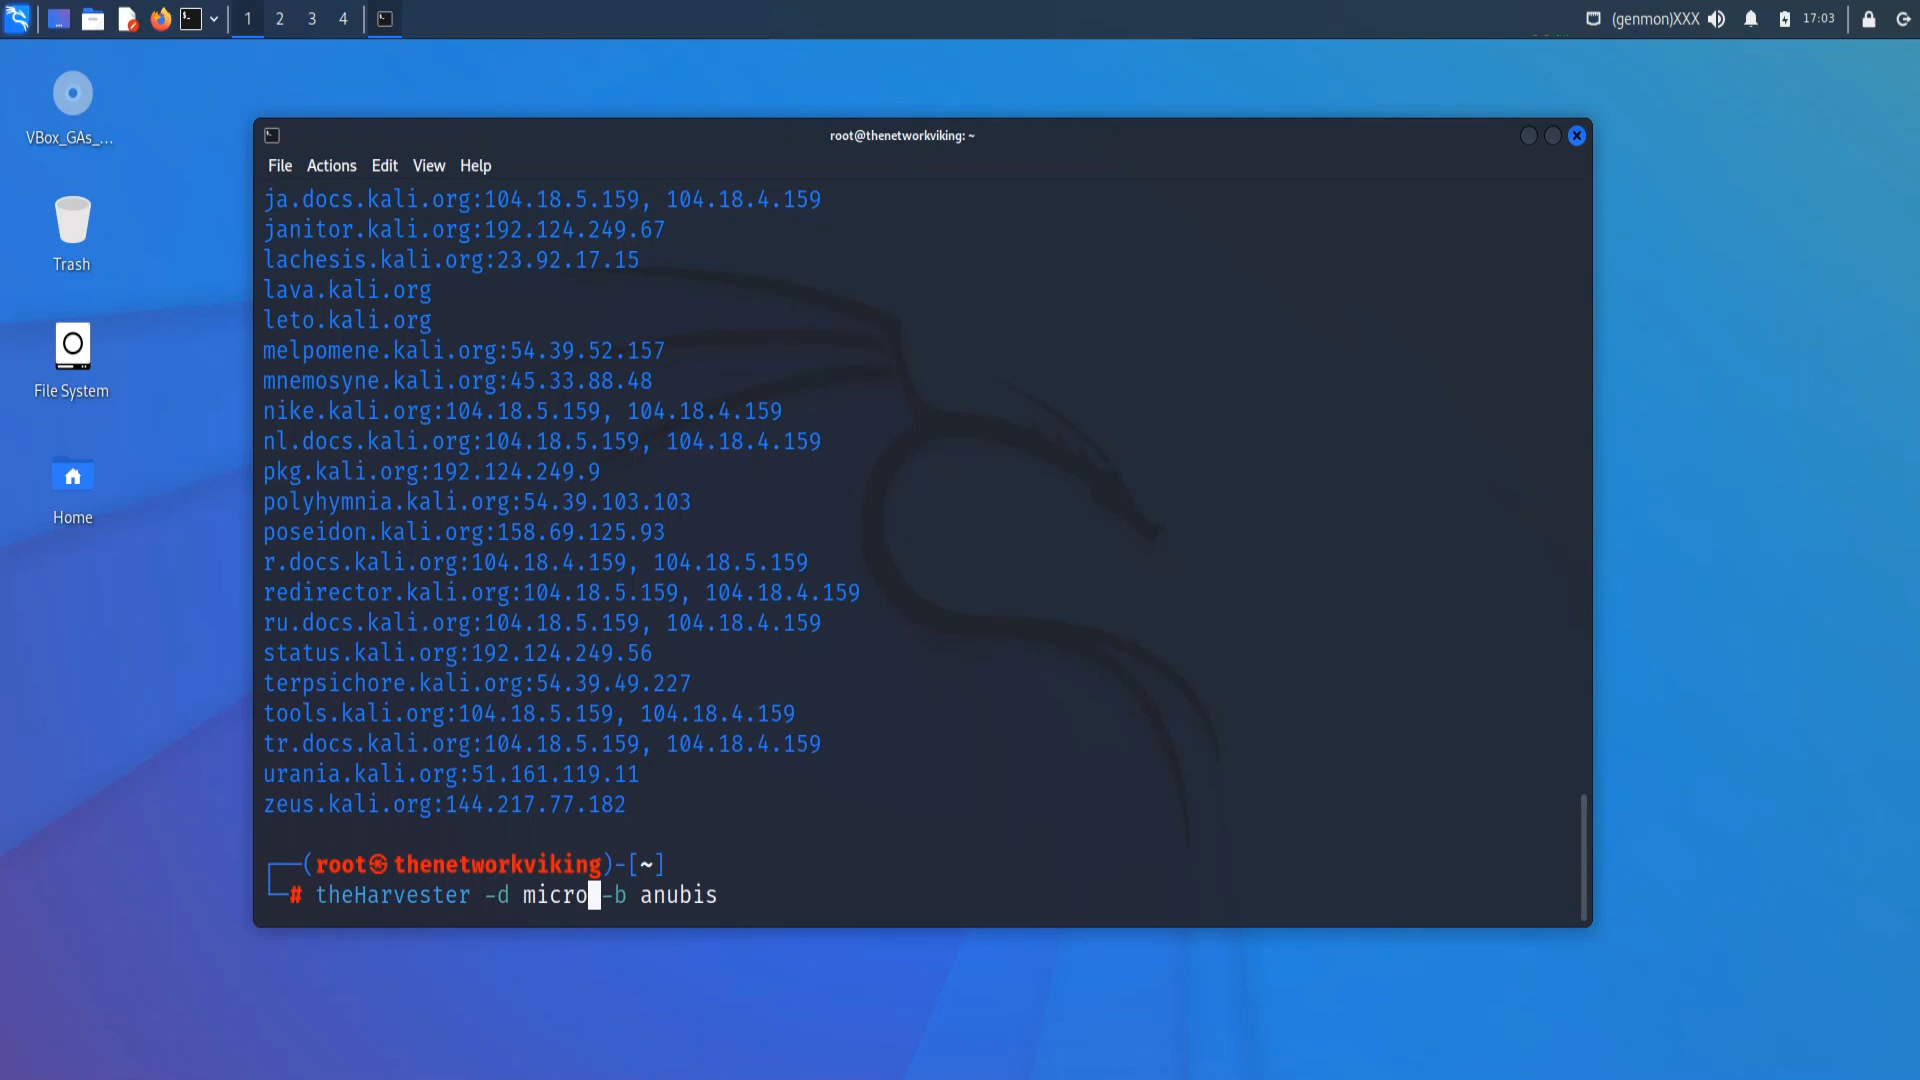 1 2 3 4
(genmon)XXX
17:03
VBox_GAs_...
Trash
File System
Home
root@thenetworkviking: ~
File Actions Edit View Help
ja.docs.kali.org:104.18.5.159, 104.18.4.159
janitor.kali.org:192.124.249.67
lachesis.kali.org:23.92.17.15
lava.kali.org
leto.kali.org
melpomene.kali.org:54.39.52.157
mnemosyne.kali.org:45.33.88.48
nike.kali.org:104.18.5.159, 104.18.4.159
nl.docs.kali.org:104.18.5.159, 104.18.4.159
pkg.kali.org:192.124.249.9
polyhymnia.kali.org:54.39.103.103
poseidon.kali.org:158.69.125.93
r.docs.kali.org:104.18.4.159, 104.18.5.159
redirector.kali.org:104.18.5.159, 104.18.4.159
ru.docs.kali.org:104.18.5.159, 104.18.4.159
status.kali.org:192.124.249.56
terpsichore.kali.org:54.39.49.227
tools.kali.org:104.18.5.159, 104.18.4.159
tr.docs.kali.org:104.18.5.159, 104.18.4.159
urania.kali.org:51.161.119.11
zeus.kali.org:144.217.77.182
┌──(root㉿thenetworkviking)-[~]
└─# theHarvester -d micro -b anubis